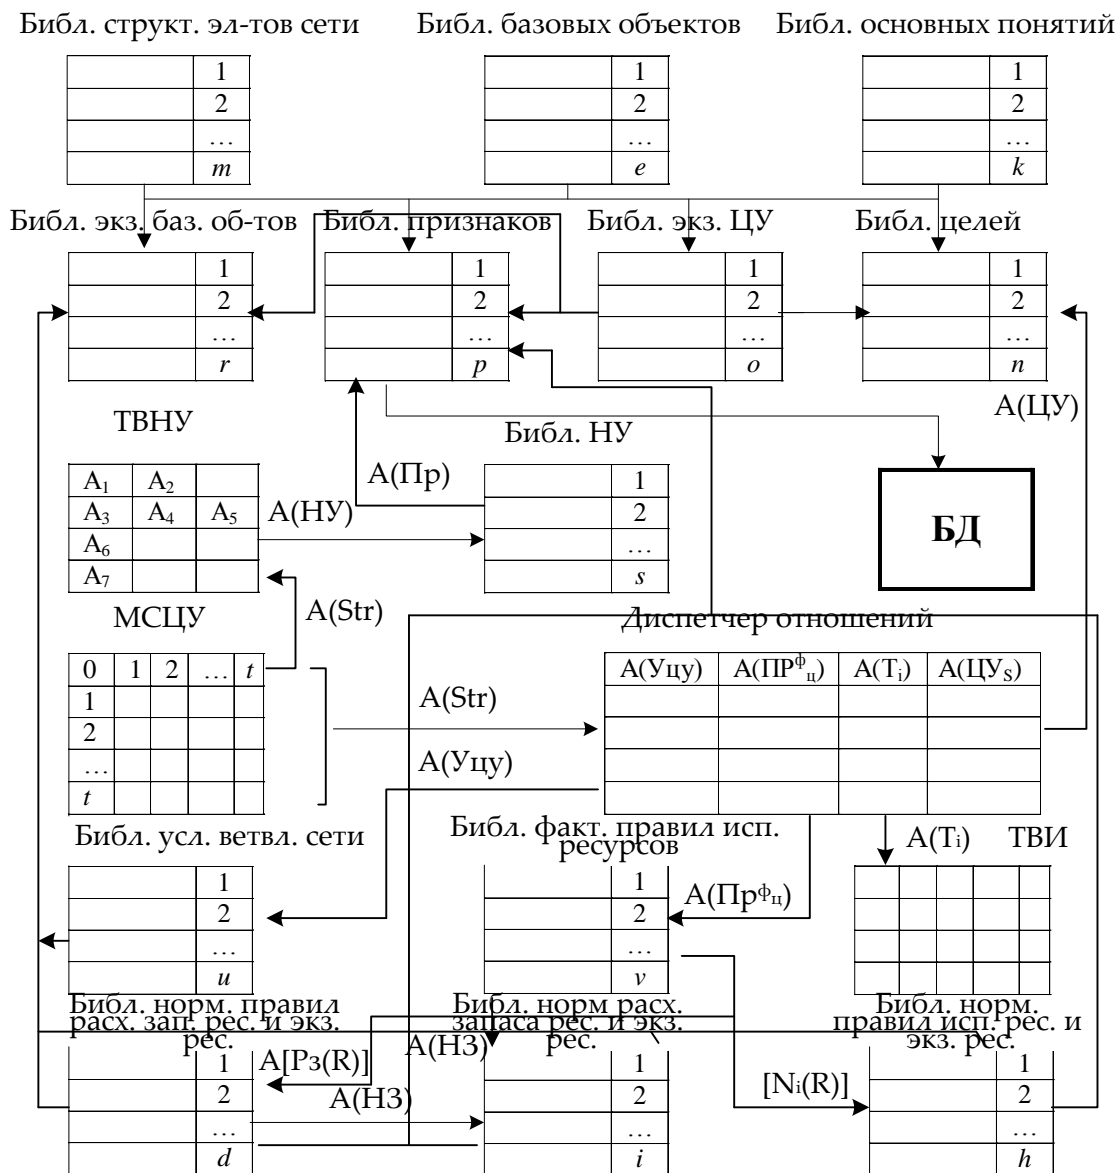 Библ. структ. эл-тов сети Библ. базовых объектов Библ. основных понятий
1 1 1
2 2 2
… … …
m e k
Библ. экз. баз. об-тов Библ. признаков Библ. экз. ЦУ Библ. целей
1 1 1 1
2 2 2 2
… … … …
r p o n
А(ЦУ)
ТВНУ
Библ. НУ
А(Пр)
A₁ A₂
A₃ A₄ A₅
A₆
A₇
А(НУ)
1
2
…
s
БД
А(Str)
МСЦУ
Диспетчер отношений
0 1 2 … t
1
2
…
t
А(Str)
А(Уцу)
А(Уцу) А(ПРᶠц) А(Тi) А(ЦУS)
Библ. усл. ветвл. сети
Библ. факт. правил исп.
ресурсов
А(Тi) ТВИ
1
2
…
u
1
2
…
v
А(Прᶠц)
Библ. норм. правил
расх. зап. рес. и экз.
рес.
Библ. норм расх.
запаса рес. и экз.
рес.
Библ. норм.
правил исп. рес. и
экз. рес.
А(НЗ)
А[Рз(R)]
А(НЗ)
[Ni(R)]
1 1 1
2 2 2
… … …
d i h